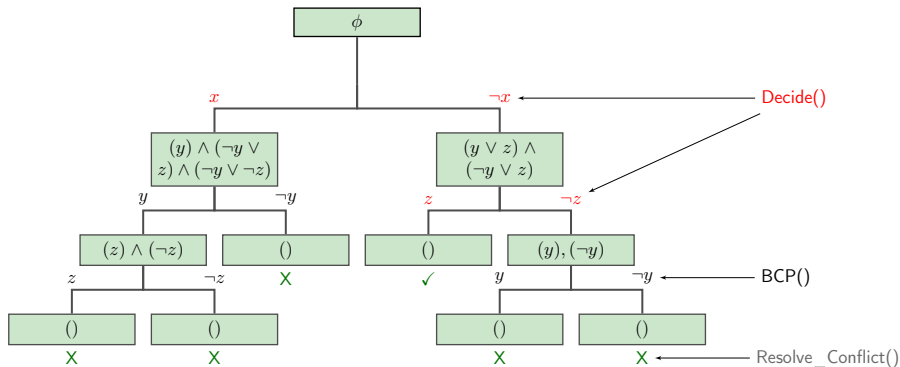 ϕ
x
¬x
Decide()
(y) ∧ (¬y ∨
z) ∧ (¬y ∨ ¬z)
(y ∨ z) ∧
(¬y ∨ z)
y
¬y
z
¬z
(z) ∧ (¬z)
()
()
(y), (¬y)
z
¬z
X
✓
y
¬y
BCP()
()
()
()
()
X
X
X
X
Resolve_Conflict()